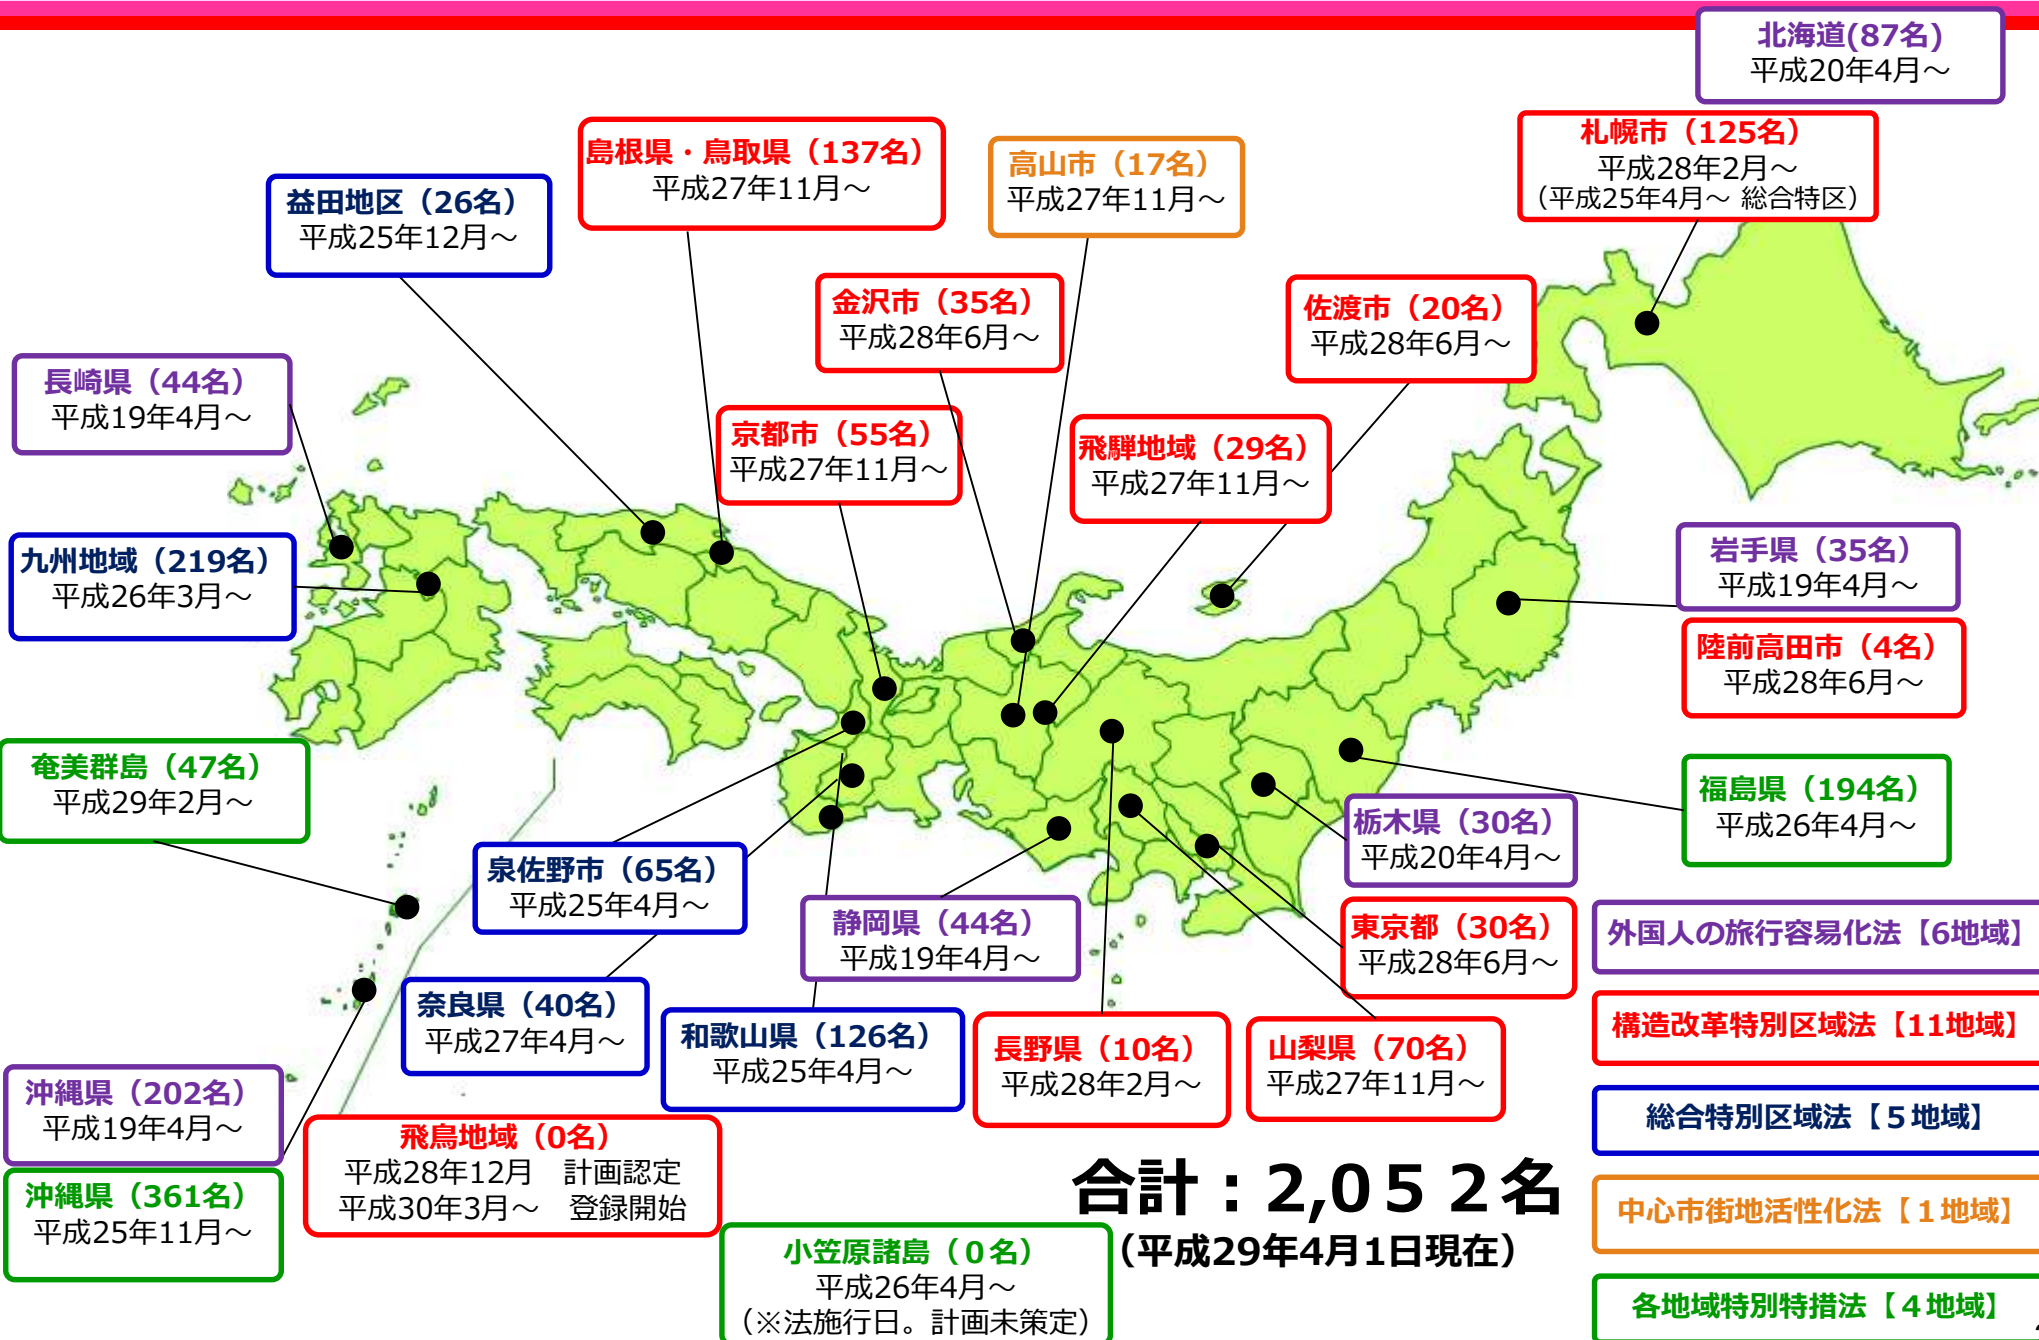 北海道(87名)
平成20年4月～
島根県・鳥取県（137名）
平成27年11月～
高山市（17名）
平成27年11月～
札幌市（125名）
平成28年2月～
（平成25年4月～ 総合特区）
益田地区（26名）
平成25年12月～
金沢市（35名）
平成28年6月～
佐渡市（20名）
平成28年6月～
長崎県（44名）
平成19年4月～
京都市（55名）
平成27年11月～
飛騨地域（29名）
平成27年11月～
九州地域（219名）
平成26年3月～
岩手県（35名）
平成19年4月～
陸前高田市（4名）
平成28年6月～
奄美群島（47名）
平成29年2月～
福島県（194名）
平成26年4月～
栃木県（30名）
平成20年4月～
泉佐野市（65名）
平成25年4月～
静岡県（44名）
平成19年4月～
東京都（30名）
平成28年6月～
外国人の旅行容易化法【6地域】
奈良県（40名）
平成27年4月～
和歌山県（126名）
平成25年4月～
長野県（10名）
平成28年2月～
山梨県（70名）
平成27年11月～
構造改革特別区域法【11地域】
沖縄県（202名）
平成19年4月～
総合特別区域法【５地域】
飛鳥地域（0名）
平成28年12月　計画認定
平成30年3月～　登録開始
沖縄県（361名）
平成25年11月～
合計：2,０５２名
（平成29年4月1日現在）
中心市街地活性化法【１地域】
小笠原諸島（０名）
平成26年4月～
（※法施行日。計画未策定）
各地域特別特措法【４地域】